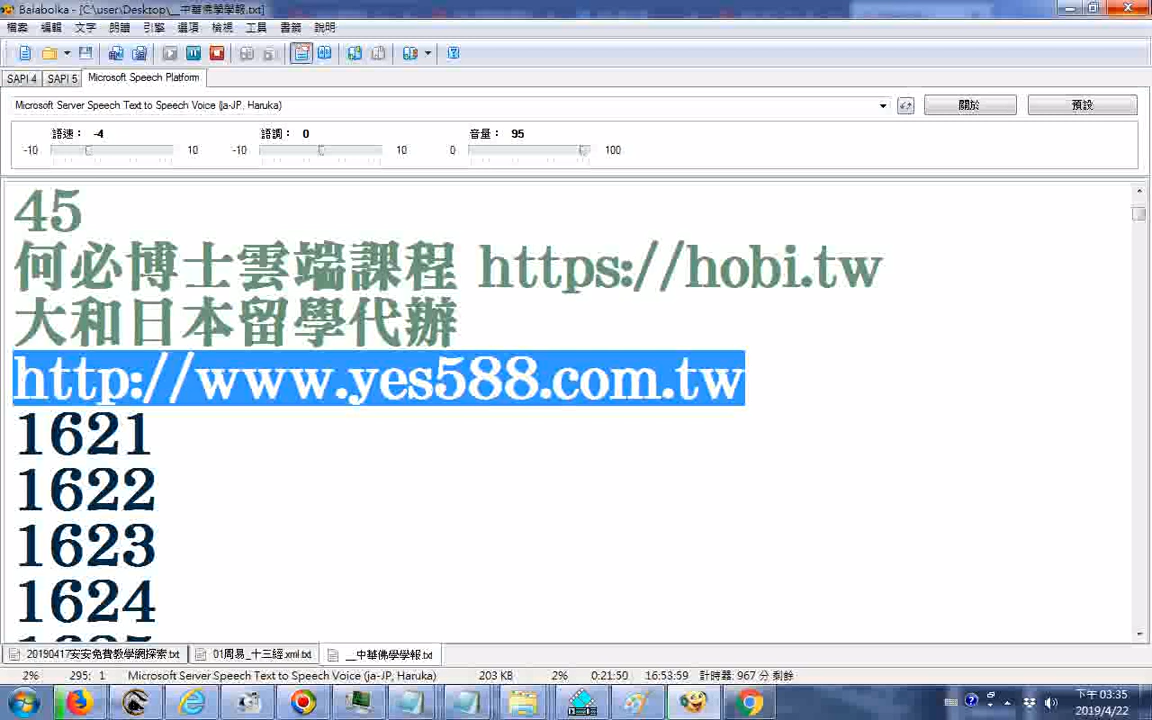 Balabolka - [C:\user\Desktop\__中華佛學學報.txt]
檔案 編輯 文字 朗讀 引擎 選項 檢視 工具 書籤 說明
SAPI 4 SAPI 5 Microsoft Speech Platform
Microsoft Server Speech Text to Speech Voice (ja-JP, Haruka) 關於 預設
語速： -4 語調： 0 音量： 95
-10 10 -10 10 0 100
45
何必博士雲端課程 https://hobi.tw
大和日本留學代辦
http://www.yes588.com.tw
1621
1622
1623
1624
1625
20190417安安免費教學網探索.txt 01周易_十三經.xml.txt __中華佛學學報.txt
2% 295: 1 Microsoft Server Speech Text to Speech Voice (ja-JP, Haruka) 203 KB 2% 0:21:50 16:53:59 計時器: 967 分 剩餘
下午 03:35
2019/4/22